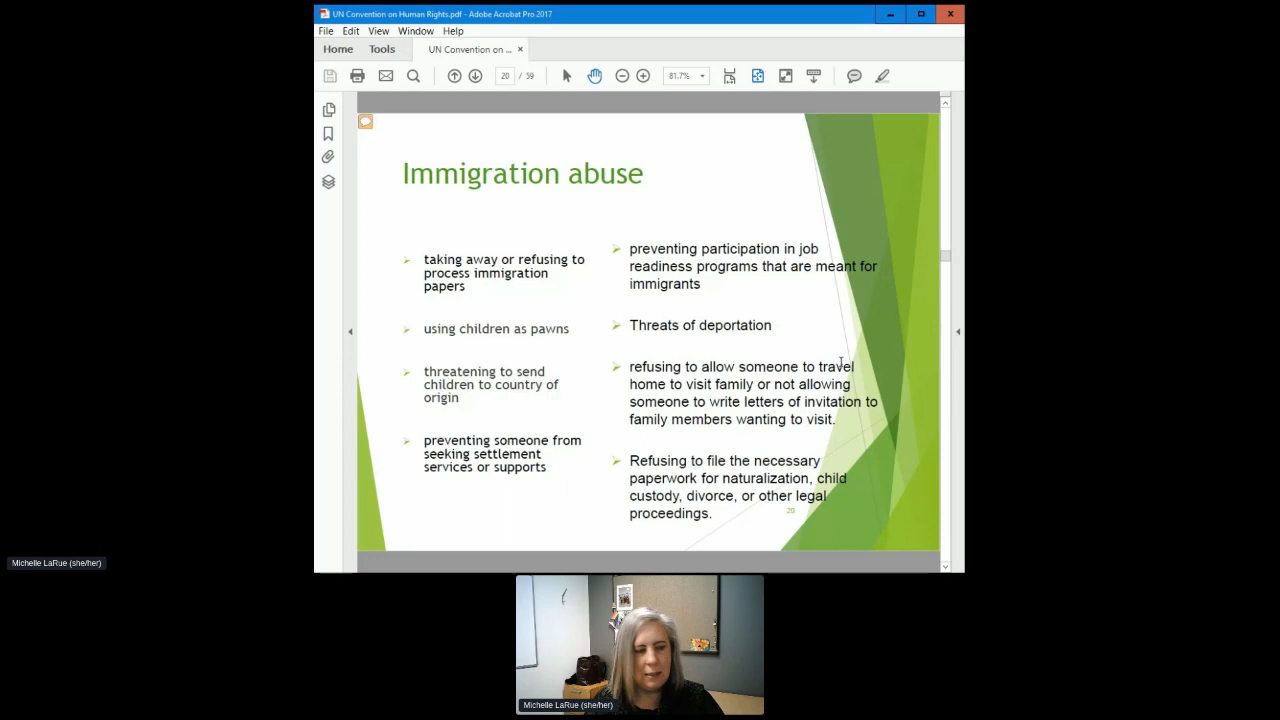 UN Convention on Human Rights.pdf - Adobe Acrobat Pro 2017
File Edit View Window Help
Home Tools UN Convention on ... ×
20 / 59 81.7%
Immigration abuse
taking away or refusing to
process immigration
papers
using children as pawns
threatening to send
children to country of
origin
preventing someone from
seeking settlement
services or supports
preventing participation in job
readiness programs that are meant for
immigrants
Threats of deportation
refusing to allow someone to travel
home to visit family or not allowing
someone to write letters of invitation to
family members wanting to visit.
Refusing to file the necessary
paperwork for naturalization, child
custody, divorce, or other legal
proceedings.
20
Michelle LaRue (she/her)
Michelle LaRue (she/her)